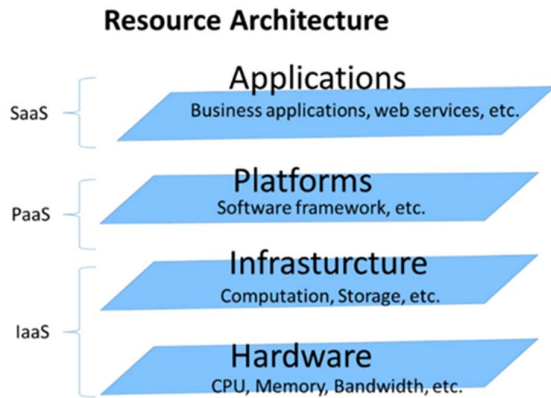 Resource Architecture
Applications
SaaS
Business applications, web services, etc.
Platforms
PaaS
Software framework, etc.
Infrasturcture
Computation, Storage, etc.
IaaS
Hardware
CPU, Memory, Bandwidth, etc.